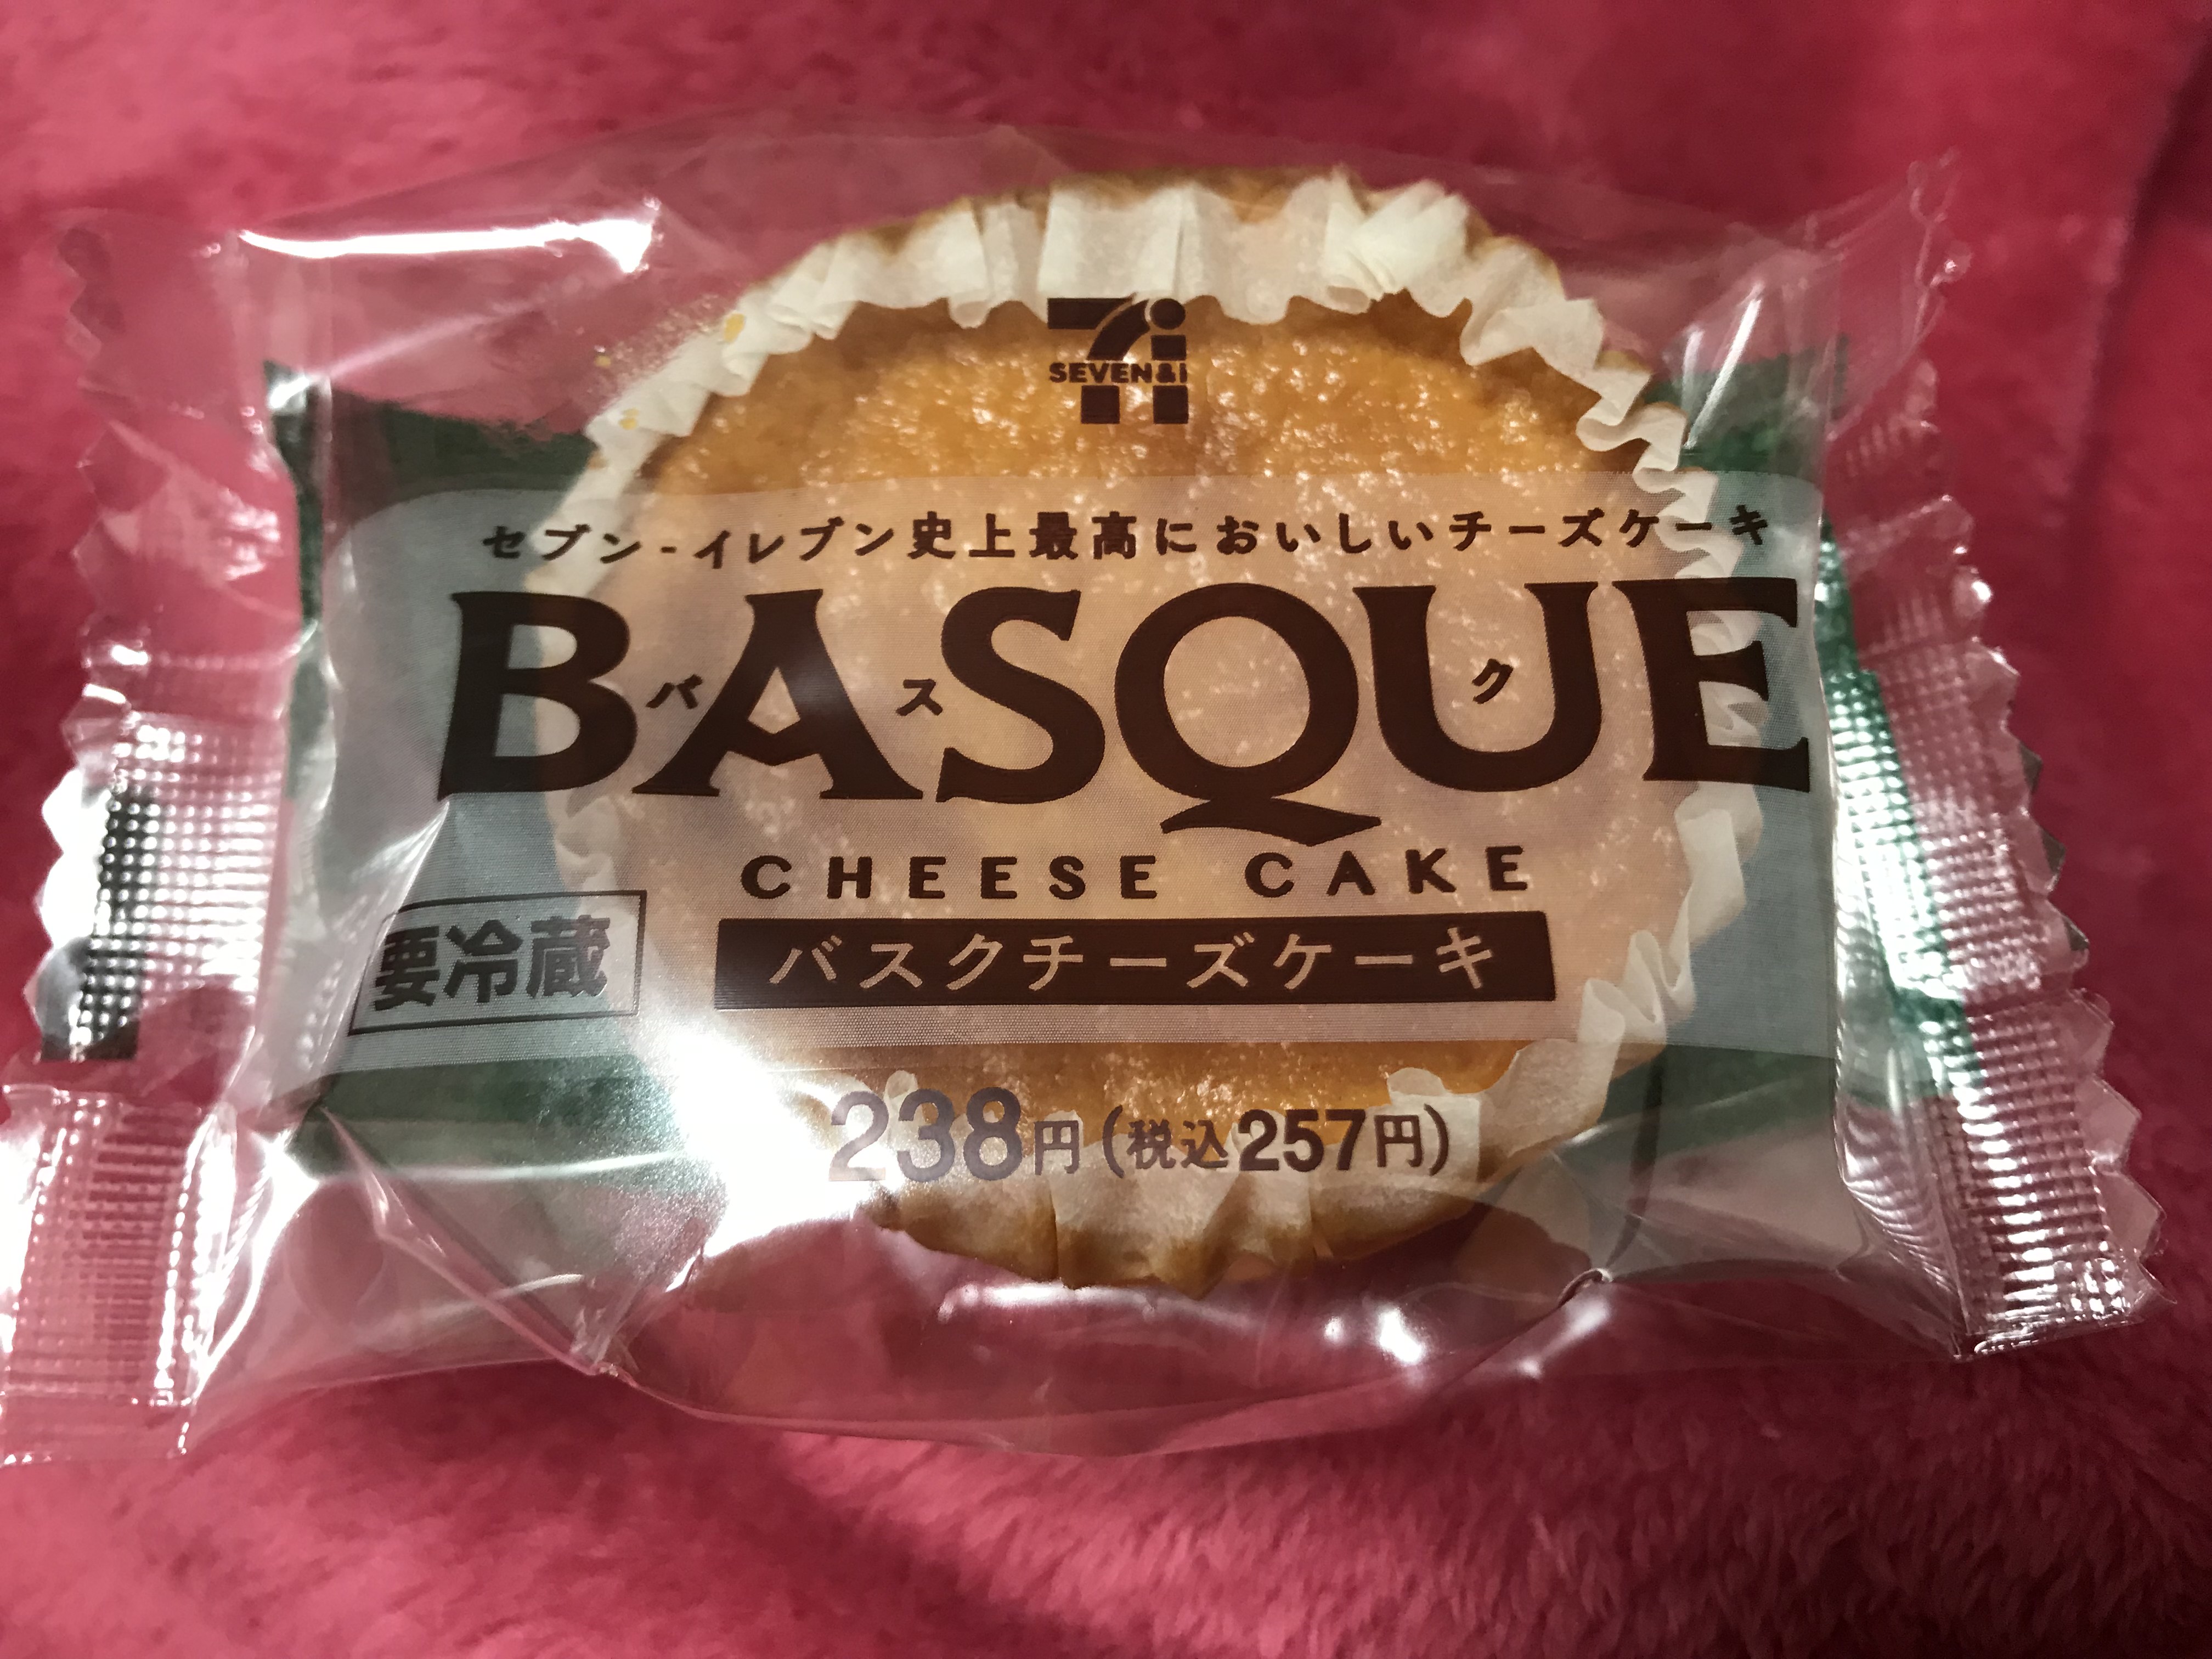 SEVEN&i
セブン-イレブン史上最高においしいチーズケーキ
BASQUE
バスク
CHEESE CAKE
要冷蔵
バスクチーズケーキ
238円(税込257円)